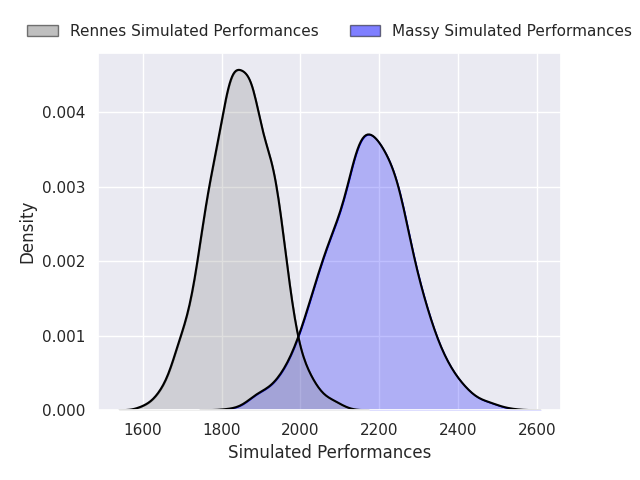 Rennes Simulated Performances
Massy Simulated Performances
0.004
0.003
0.002
0.001
0.000
Density
1600 1800 2000 2200 2400 2600
Simulated Performances